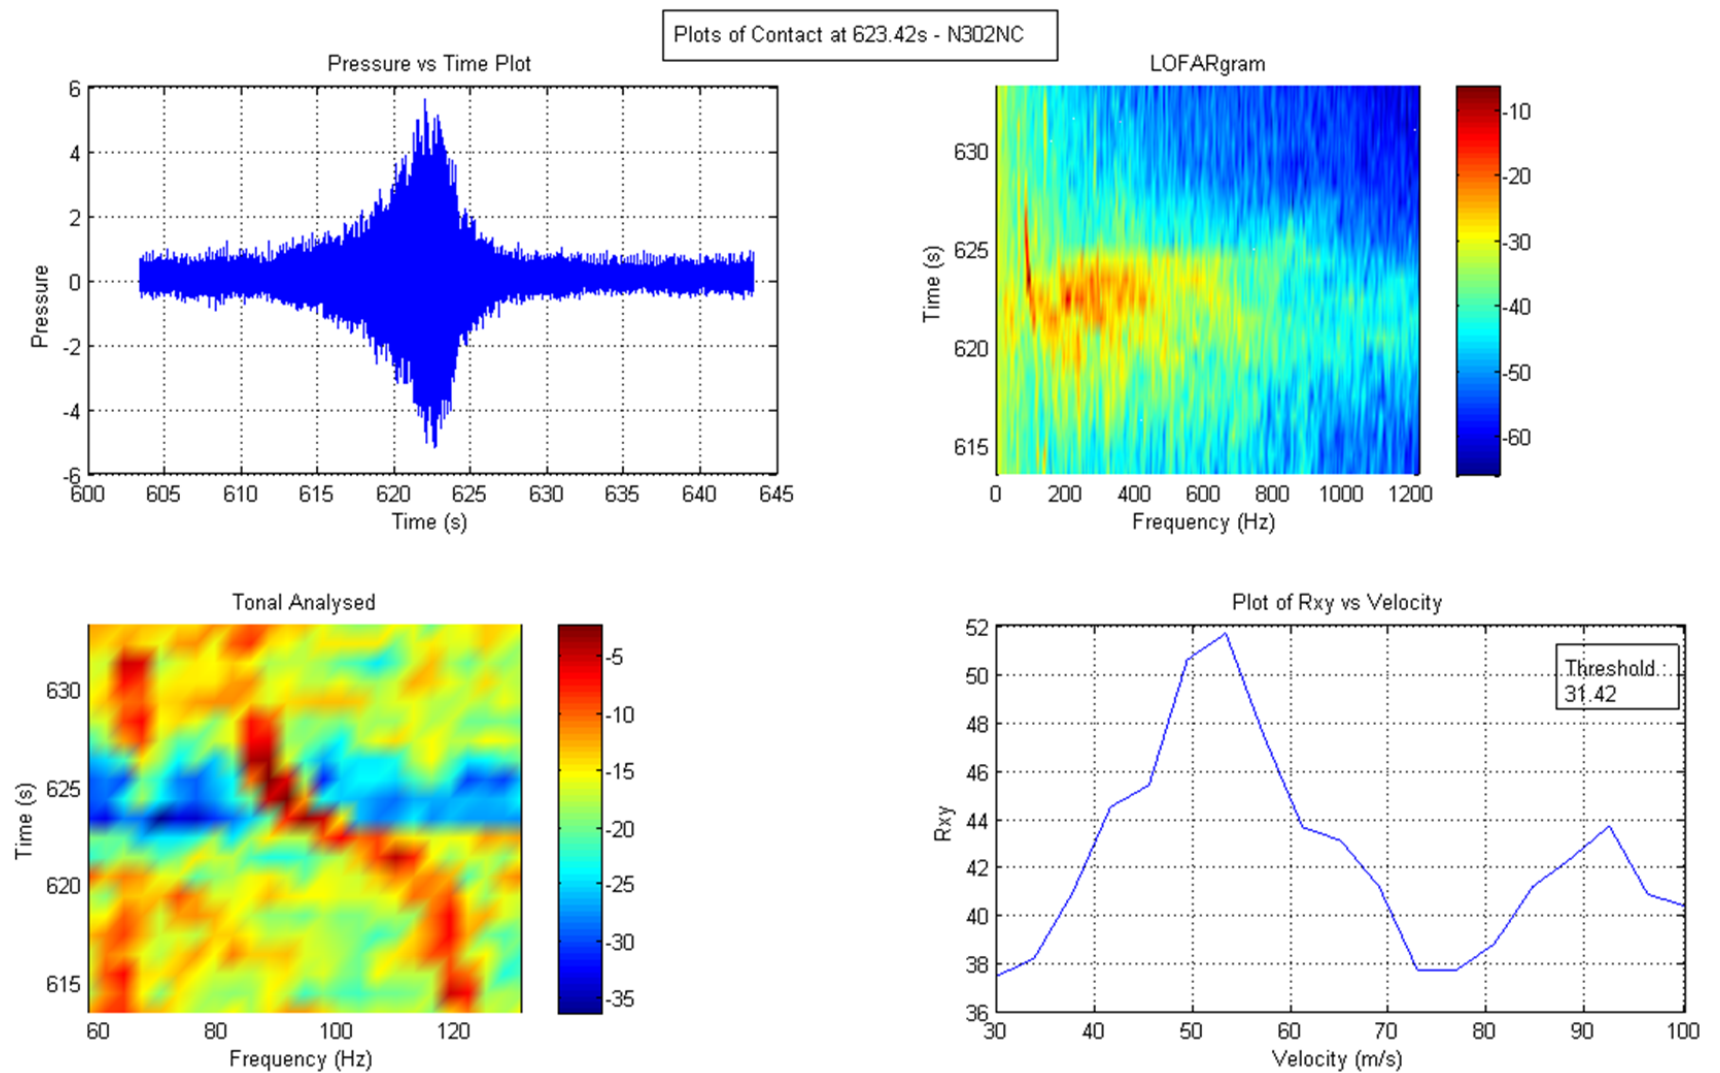 Plots of Contact at 623.42s - N302NC
Pressure vs Time Plot
6
4
2
0
-2
-4
-6
Pressure
600 605 610 615 620 625 630 635 640 645
Time (s)
LOFARgram
630
625
620
615
Time (s)
0 200 400 600 800 1000 1200
Frequency (Hz)
-10
-20
-30
-40
-50
-60
Tonal Analysed
630
625
620
615
Time (s)
60 80 100 120
Frequency (Hz)
-5
-10
-15
-20
-25
-30
-35
Plot of Rxy vs Velocity
52
50
48
46
44
42
40
38
36
Rxy
30 40 50 60 70 80 90 100
Velocity (m/s)
Threshold :
31.42